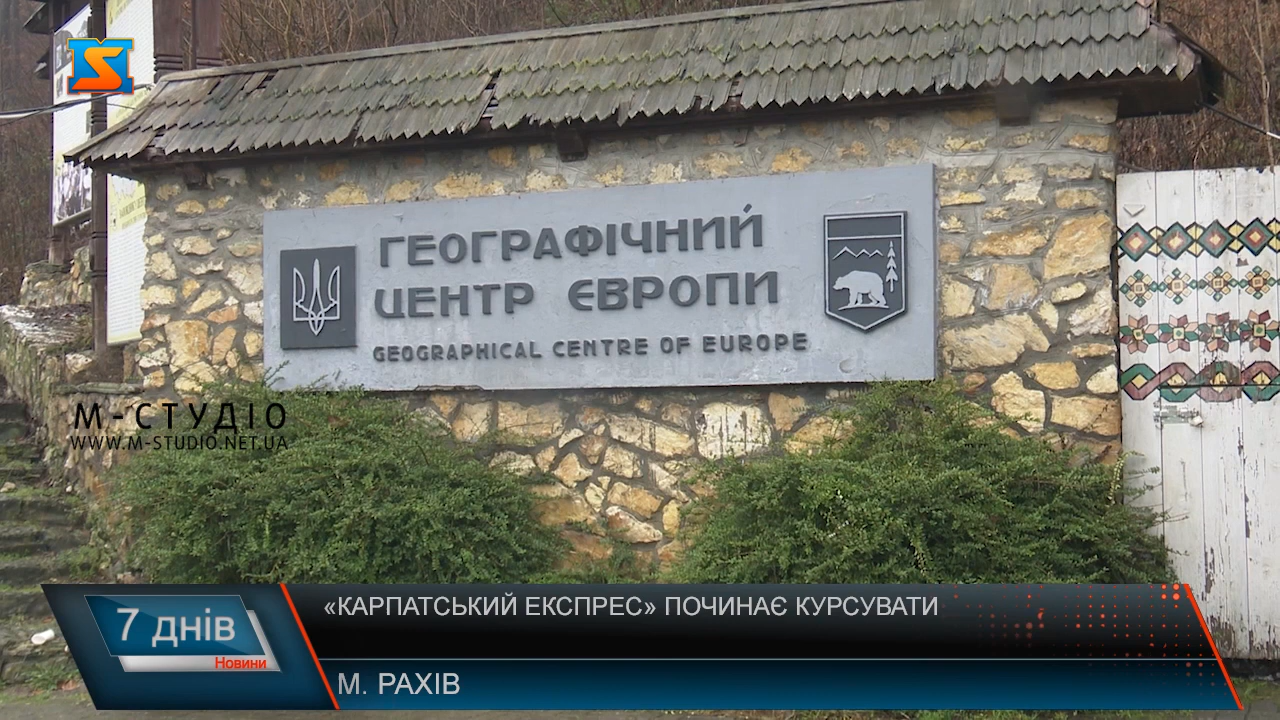 ГЕОГРАФІЧНИЙ
ЦЕНТР ЄВРОПИ
GEOGRAPHICAL CENTRE OF EUROPE
М-СТУДІО
WWW.M-STUDIO.NET.UA
7 днів
Новини
«КАРПАТСЬКИЙ ЕКСПРЕС» ПОЧИНАЄ КУРСУВАТИ
М. РАХІВ